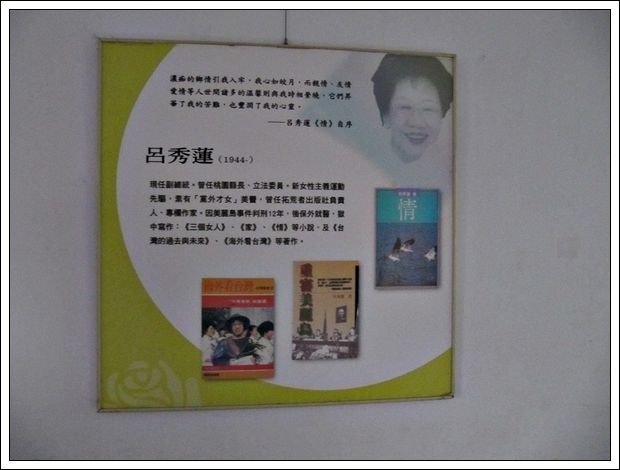 濃郁的鄉情引我入牢，我心如皎月，而親情、友情
愛情等人世間諸多的溫馨則與我時相縈繞，它們昇
華了我的苦難，也豐潤了我的心靈。
——呂秀蓮《情》自序
呂秀蓮（1944-）
現任副總統。曾任桃園縣長、立法委員。新女性主義運動
先驅，素有「黨外才女」美譽，曾任拓荒者出版社負責
人、專欄作家。因美麗島事件判刑12年，後保外就醫。獄
中寫作：《三個女人》、《家》、《情》等小說，及《台
灣的過去與未來》、《海外看台灣》等著作。
情
海外看台灣
重審美麗島